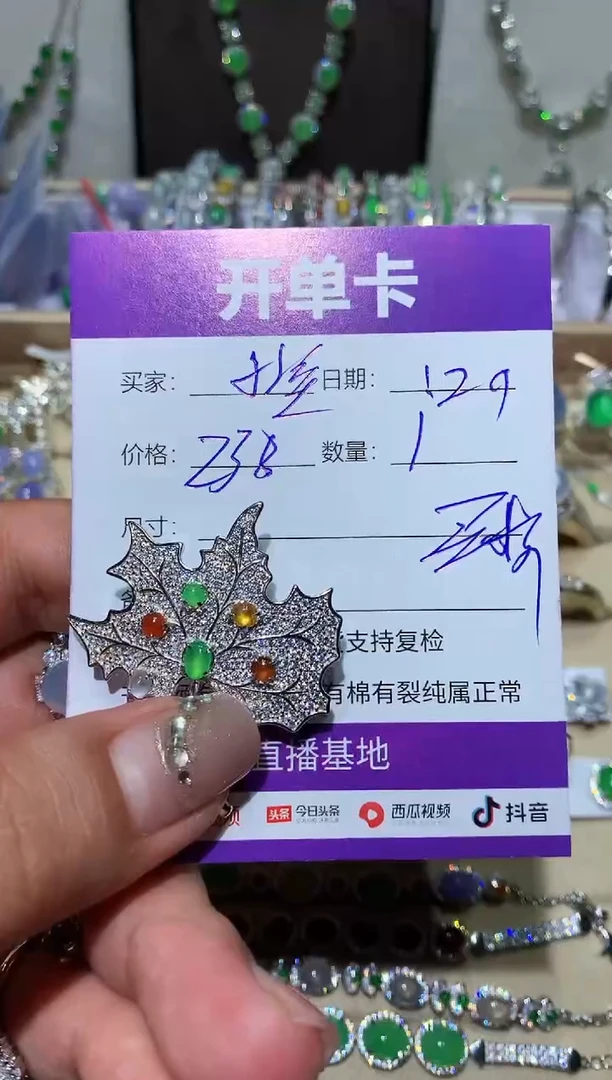 开单卡
买家： 日期： 129
价格： 238 数量： 1
尺寸：
支持复检
有棉有裂纯属正常
直播基地
头条 今日头条 西瓜视频 抖音